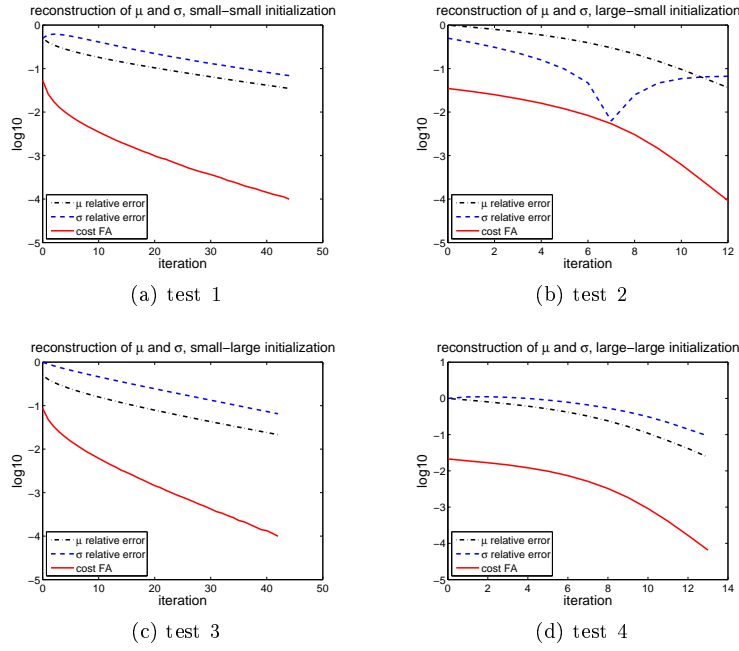 reconstruction of μ and σ, small−small initialization
0
−1
−2
−3
−4
−5
log10
μ relative error
σ relative error
cost FA
0 10 20 30 40 50
iteration
(a) test 1
reconstruction of μ and σ, large−small initialization
0
−1
−2
−3
−4
−5
log10
μ relative error
σ relative error
cost FA
0 2 4 6 8 10 12
iteration
(b) test 2
reconstruction of μ and σ, small−large initialization
0
−1
−2
−3
−4
−5
log10
μ relative error
σ relative error
cost FA
0 10 20 30 40 50
iteration
(c) test 3
reconstruction of μ and σ, large−large initialization
1
0
−1
−2
−3
−4
−5
log10
μ relative error
σ relative error
cost FA
0 2 4 6 8 10 12 14
iteration
(d) test 4